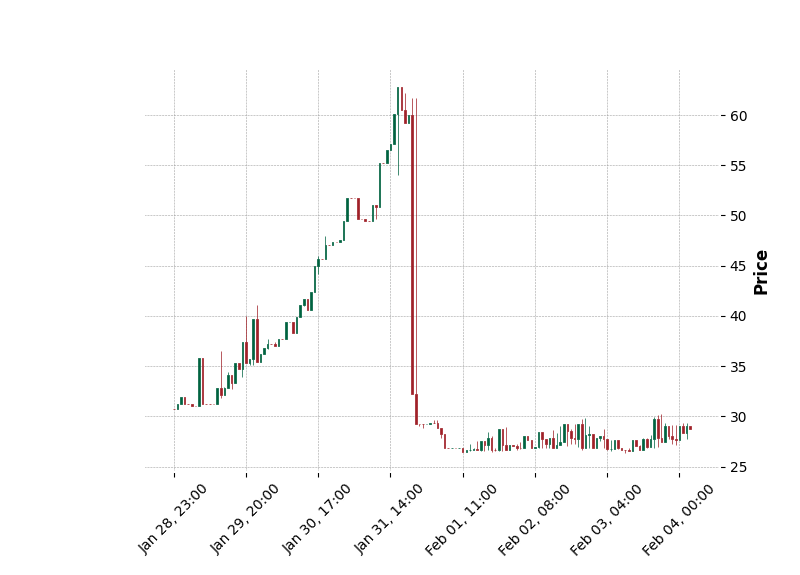 60
55
50
45
40
35
30
25
Price
Jan 28, 23:00
Jan 29, 20:00
Jan 30, 17:00
Jan 31, 14:00
Feb 01, 11:00
Feb 02, 08:00
Feb 03, 04:00
Feb 04, 00:00